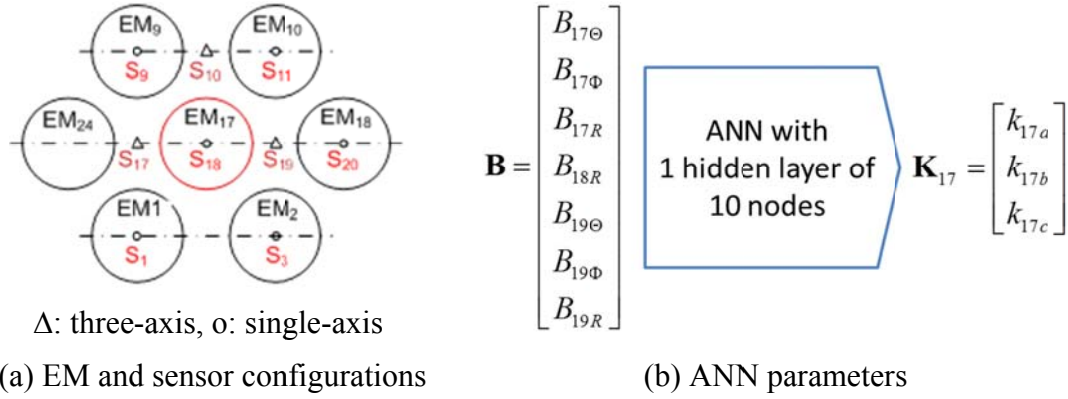 EM9 EM10
S9 S10 S11
EM24 EM17 EM18
S17 S18 S19 S20
EM1 EM2
S1 S3
Δ: three-axis, o: single-axis
(a) EM and sensor configurations
B =
B17Θ
B17Φ
B17R
B18R
B19Θ
B19Φ
B19R
ANN with
1 hidden layer of
10 nodes
K17 =
k17a
k17b
k17c
(b) ANN parameters